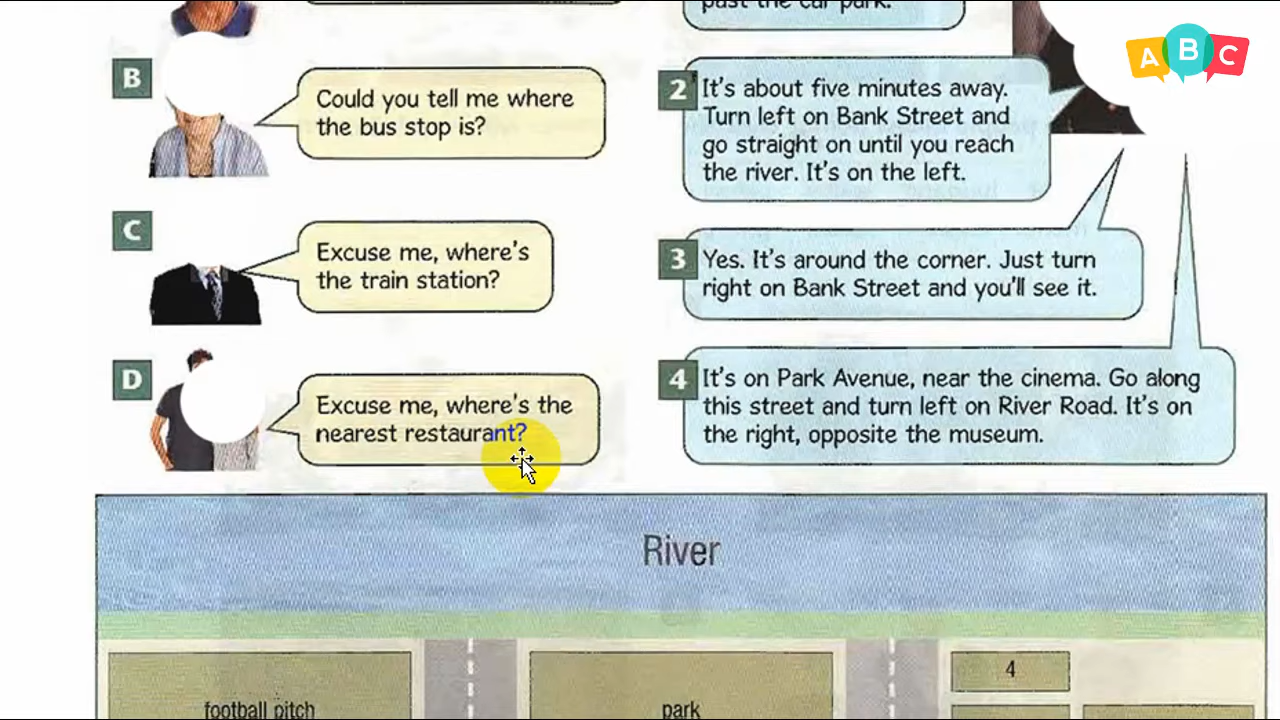 past the car park.
A B C
B
Could you tell me where
the bus stop is?
2
It's about five minutes away.
Turn left on Bank Street and
go straight on until you reach
the river. It's on the left.
C
Excuse me, where's
the train station?
3
Yes. It's around the corner. Just turn
right on Bank Street and you'll see it.
D
Excuse me, where's the
nearest restaurant?
4
It's on Park Avenue, near the cinema. Go along
this street and turn left on River Road. It's on
the right, opposite the museum.
River
4
football pitch
park